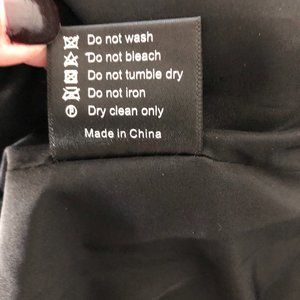 Do not wash
Do not bleach
Do not tumble dry
Do not iron
Dry clean only
Made in China